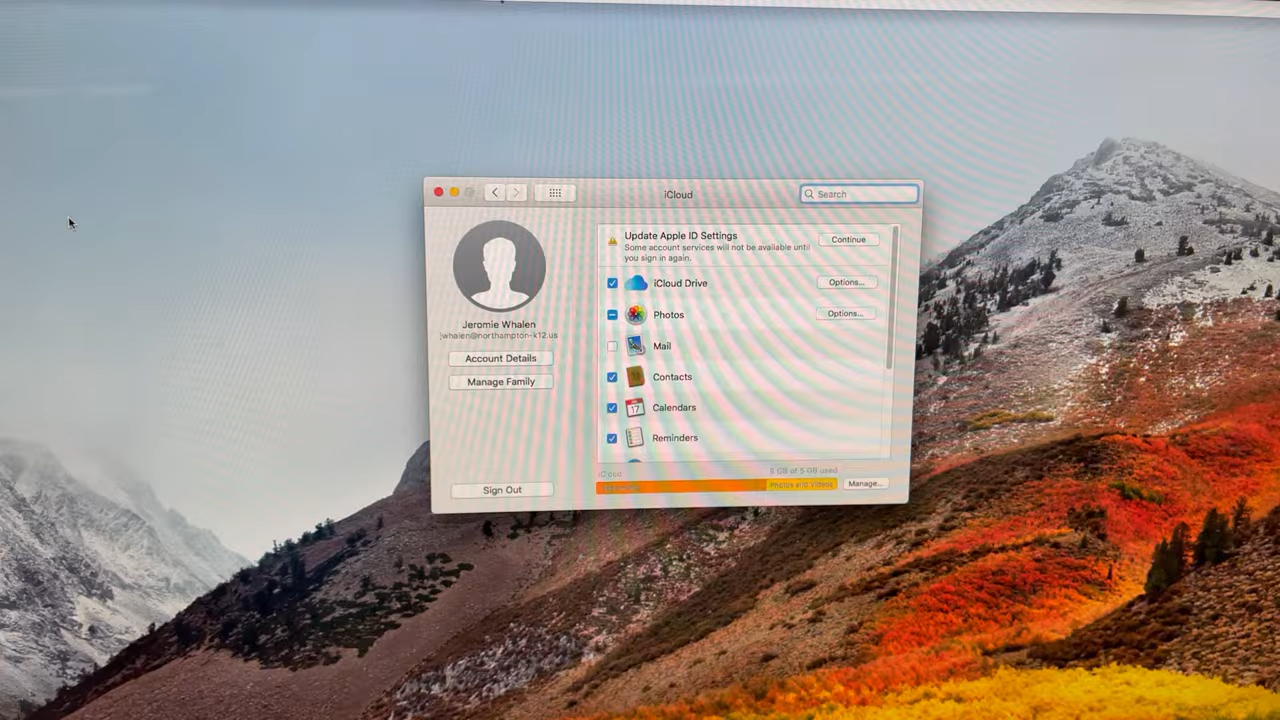 iCloud
Search
Update Apple ID Settings
Some account services will not be available until
you sign in again.
Continue
iCloud Drive
Options...
Photos
Options...
Mail
Contacts
17
Calendars
Reminders
Jeromie Whalen
jwhalen@northampton-k12.us
Account Details
Manage Family
Sign Out
iCloud
5 GB of 5 GB used
Photos and Videos
Manage...